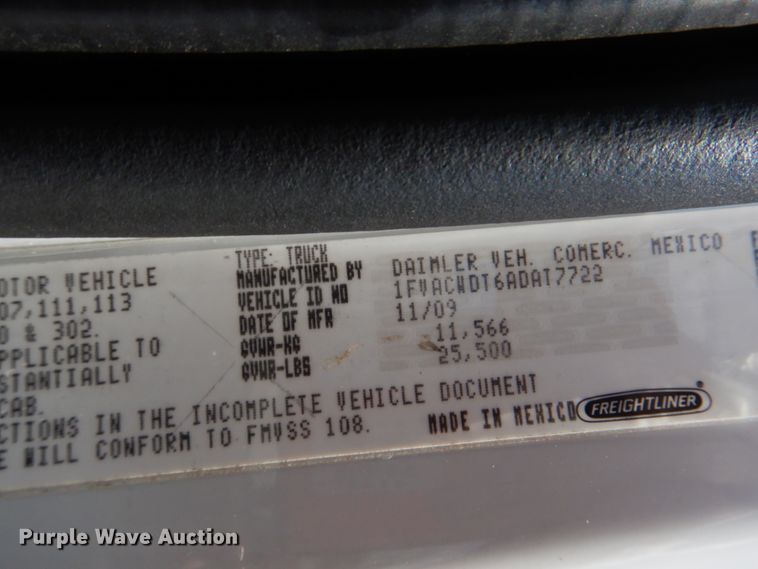 OTOR VEHICLE
07,111,113
0 & 302.
PPLICABLE TO
STANTIALLY
CAB.
CTIONS IN THE INCOMPLETE VEHICLE DOCUMENT
E WILL CONFORM TO FMVSS 108.
TYPE: TRUCK
MANUFACTURED BY DAIMLER VEH. COMERC. MEXICO
VEHICLE ID NO 1FVACWDT6ADAT7722
DATE OF MFR 11/09
GVWR-KG 11,566
GVWR-LBS 25,500
MADE IN MEXICO
FREIGHTLINER
Purple Wave Auction